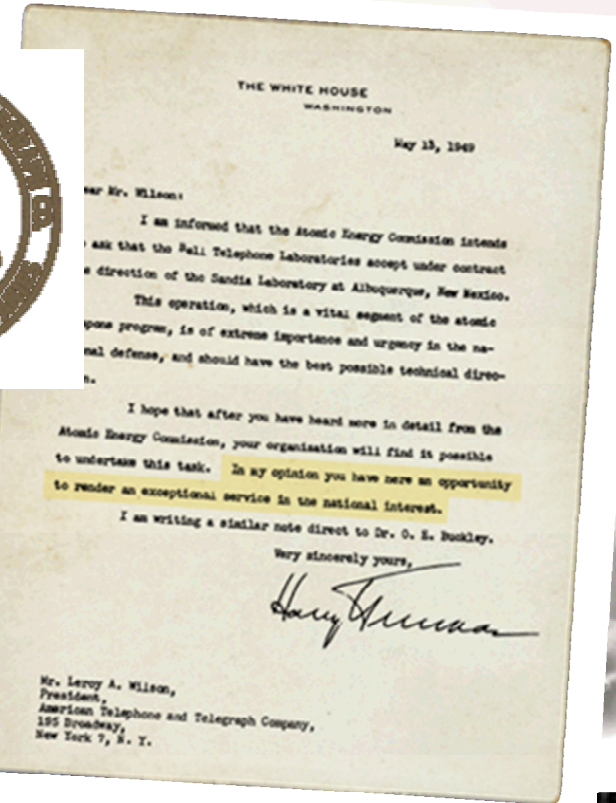 THE WHITE HOUSE
WASHINGTON
May 13, 1949
ear Mr. Wilson:
I am informed that the Atomic Energy Commission intends
ask that the Bell Telephone Laboratories accept under contract
e direction of the Sandia Laboratory at Albuquerque, New Mexico.
This operation, which is a vital segment of the atomic
apons program, is of extreme importance and urgency in the na-
nal defense, and should have the best possible technical direc-
n.
I hope that after you have heard more in detail from the
Atomic Energy Commission, your organization will find it possible
to undertake this task. In my opinion you have here an opportunity
to render an exceptional service in the national interest.
I am writing a similar note direct to Dr. O. E. Buckley.
Very sincerely yours,
Harry Truman
Mr. Leroy A. Wilson,
President,
American Telephone and Telegraph Company,
195 Broadway,
New York 7, N. Y.